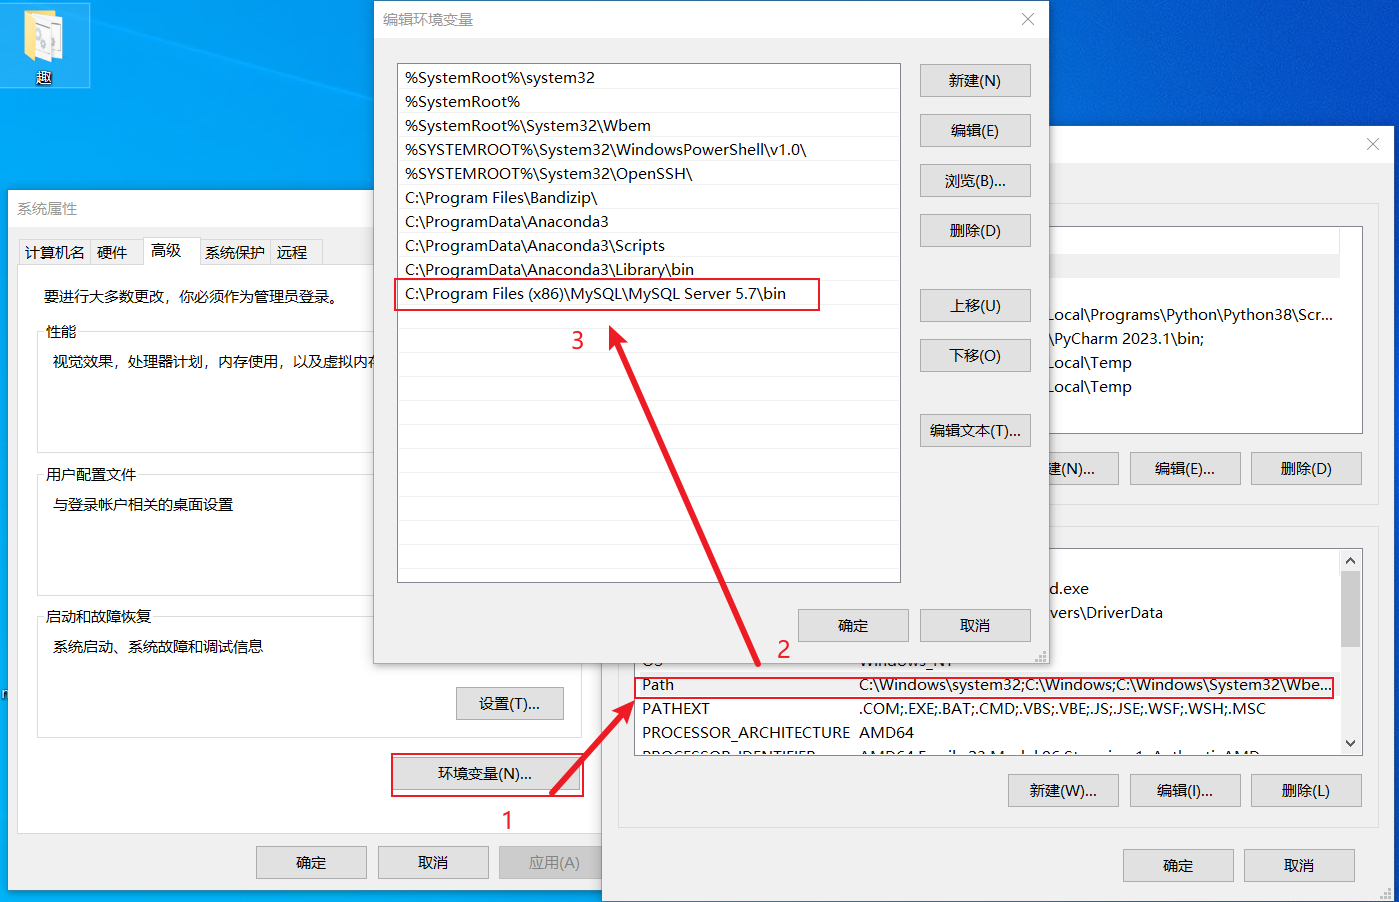 趣
系统属性
计算机名
硬件
高级
系统保护
远程
要进行大多数更改，你必须作为管理员登录。
性能
视觉效果，处理器计划，内存使用，以及虚拟内存
用户配置文件
与登录帐户相关的桌面设置
启动和故障恢复
系统启动、系统故障和调试信息
设置(T)...
环境变量(N)...
1
确定
取消
应用(A)
编辑环境变量
%SystemRoot%\system32
%SystemRoot%
%SystemRoot%\System32\Wbem
%SYSTEMROOT%\System32\WindowsPowerShell\v1.0\
%SYSTEMROOT%\System32\OpenSSH\
C:\Program Files\Bandizip\
C:\ProgramData\Anaconda3
C:\ProgramData\Anaconda3\Scripts
C:\ProgramData\Anaconda3\Library\bin
C:\Program Files (x86)\MySQL\MySQL Server 5.7\bin
3
新建(N)
编辑(E)
浏览(B)...
删除(D)
上移(U)
下移(O)
编辑文本(T)...
确定
取消
2
Local\Programs\Python\Python38\Scr...
\PyCharm 2023.1\bin;
Local\Temp
Local\Temp
建(N)...
编辑(E)...
删除(D)
d.exe
vers\DriverData
OS Windows_NT
Path C:\Windows\system32;C:\Windows;C:\Windows\System32\Wbe...
PATHEXT .COM;.EXE;.BAT;.CMD;.VBS;.VBE;.JS;.JSE;.WSF;.WSH;.MSC
PROCESSOR_ARCHITECTURE AMD64
PROCESSOR_IDENTIFIER
新建(W)...
编辑(I)...
删除(L)
确定
取消